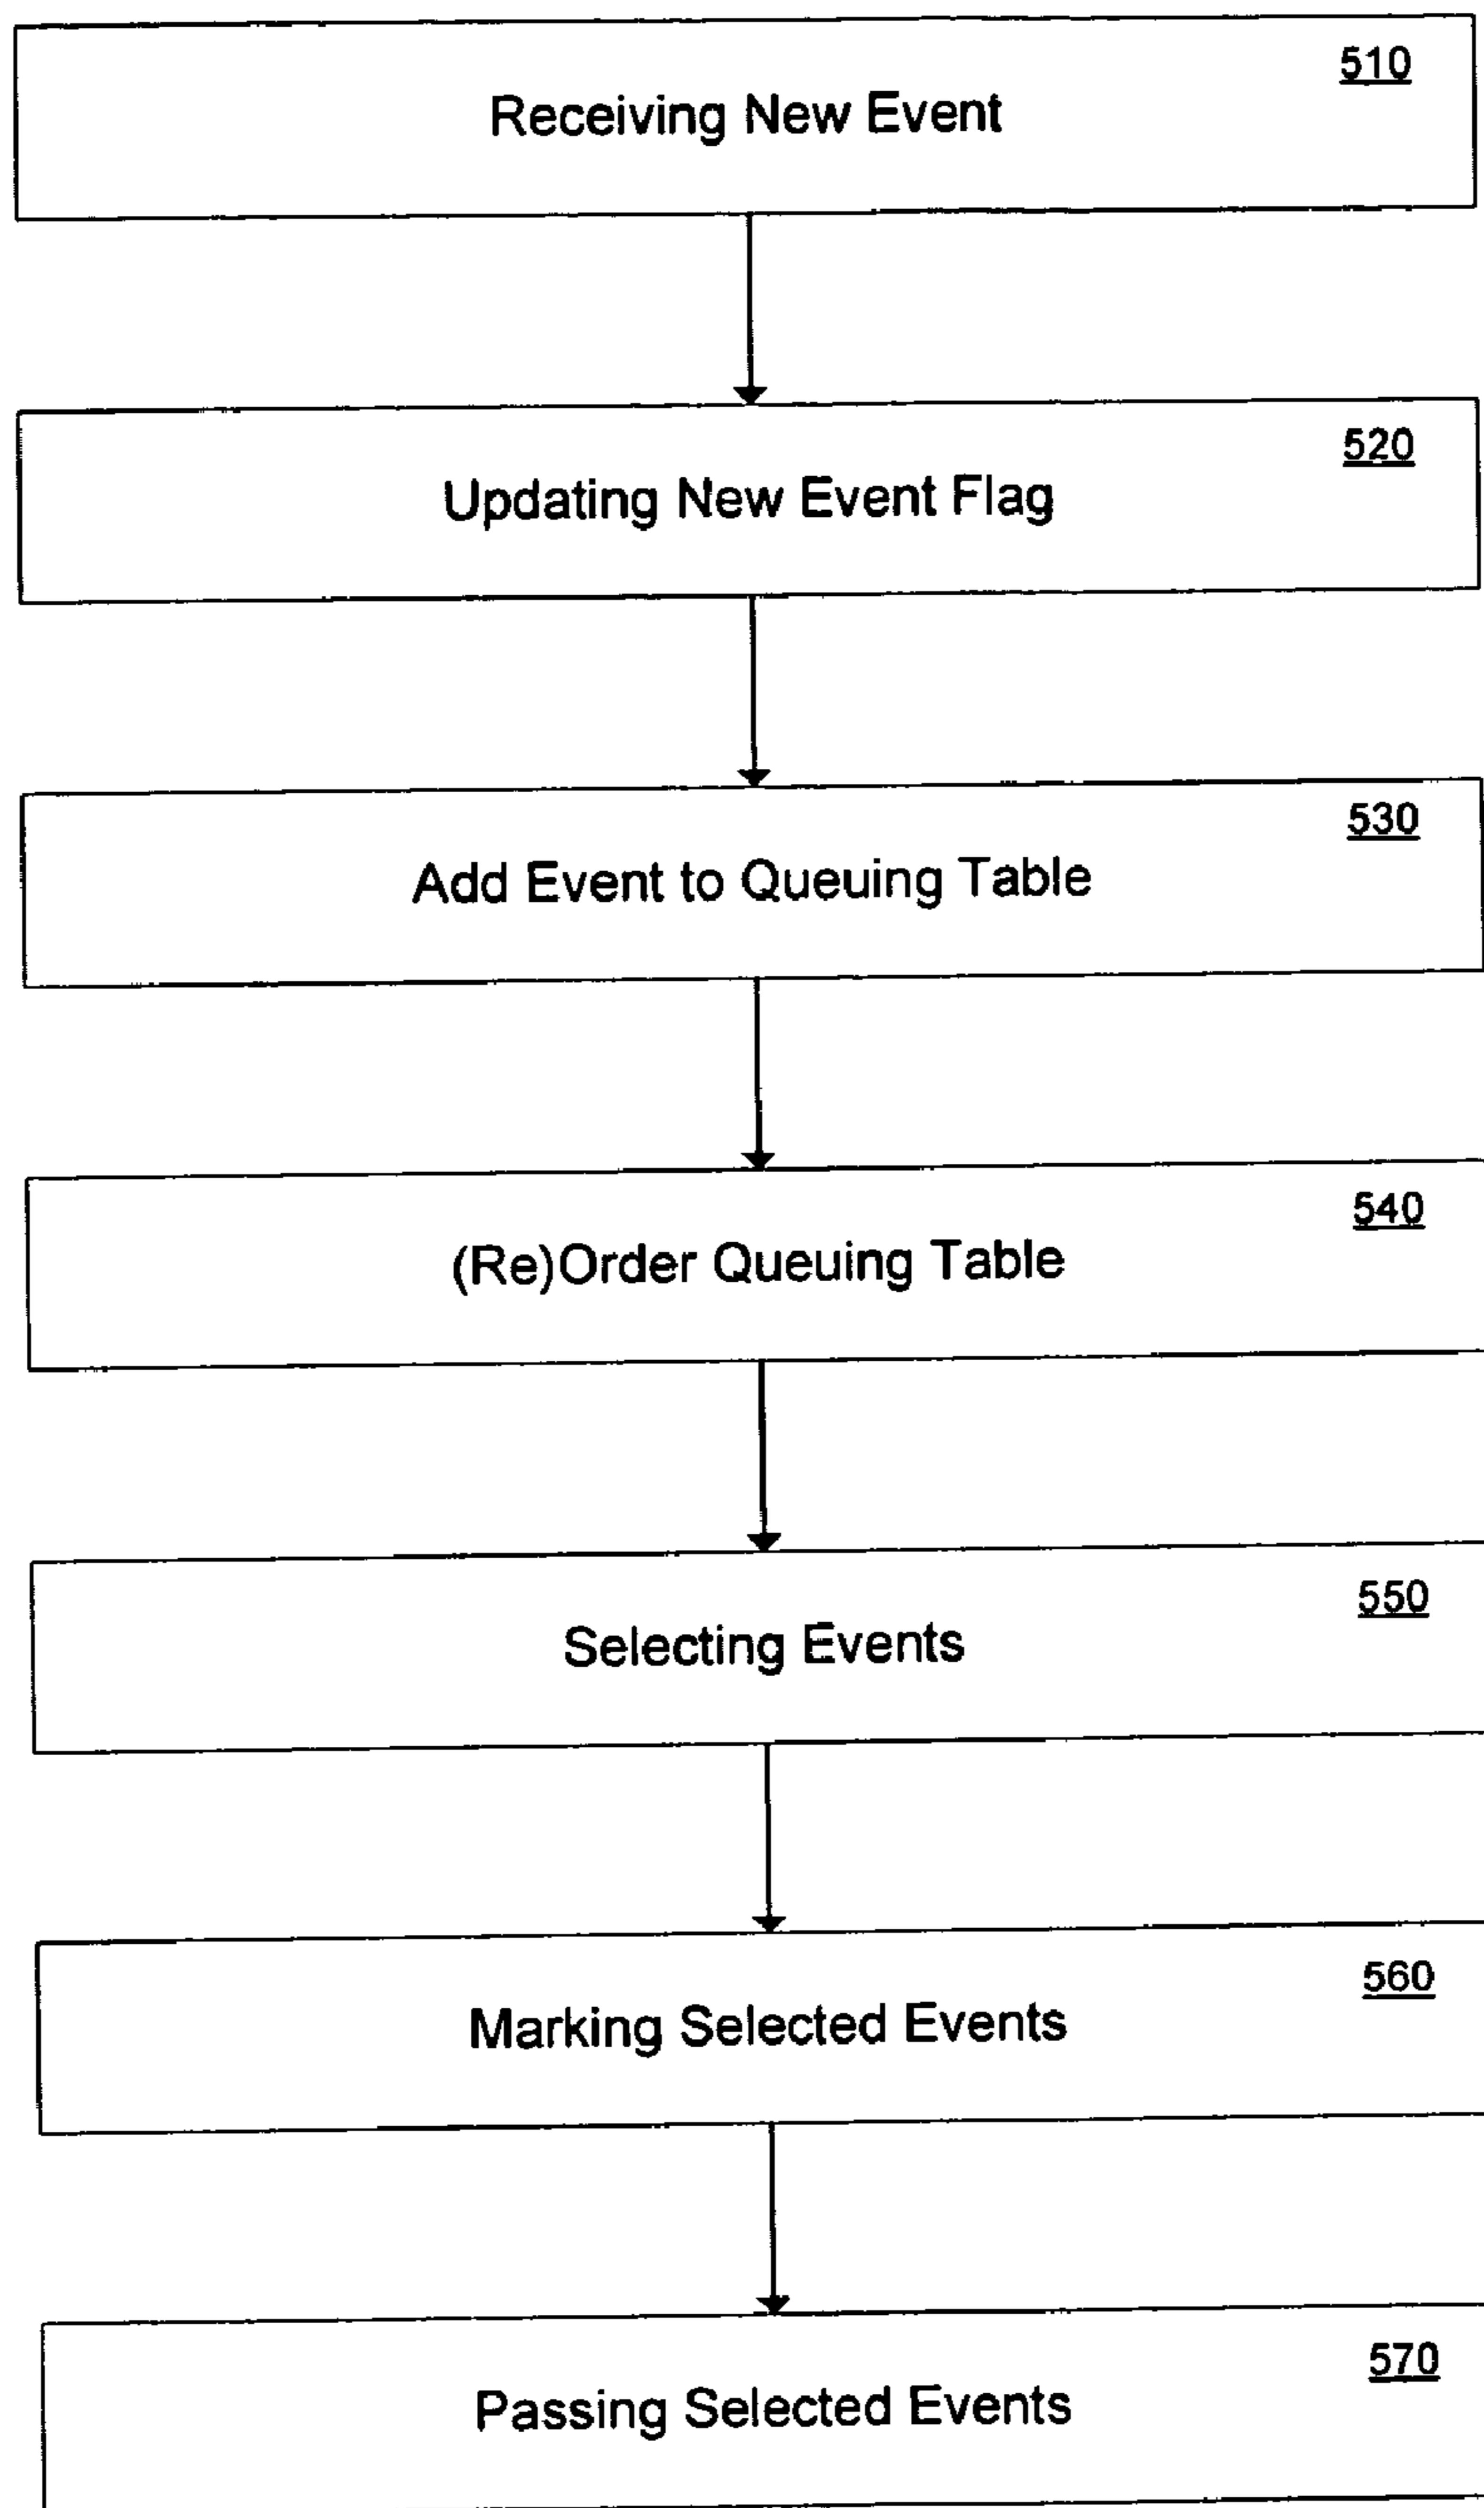 510
Receiving New Event
520
Updating New Event Flag
530
Add Event to Queuing Table
540
(Re)Order Queuing Table
550
Selecting Events
560
Marking Selected Events
570
Passing Selected Events